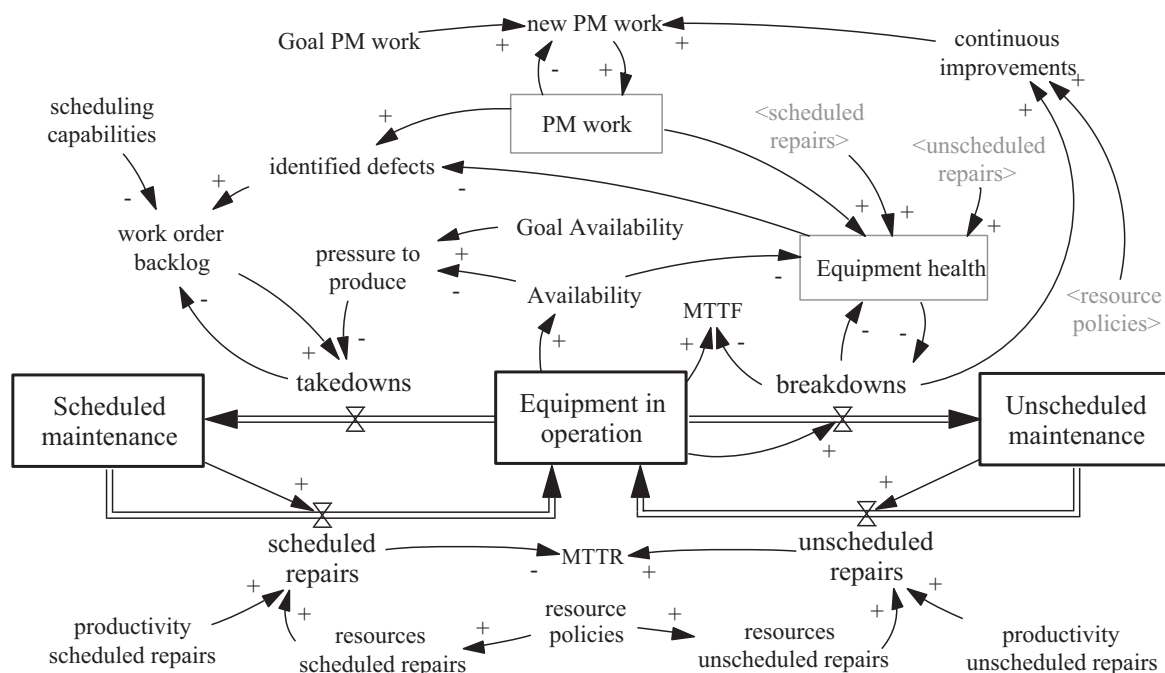 Goal PM work
new PM work
continuous
improvements
+
+
-
+
+
+
scheduling
capabilities
PM work
<scheduled
repairs>
<unscheduled
repairs>
+
identified defects
+
-
-
+
+
+
work order
backlog
pressure to
produce
Goal Availability
+
-
Availability
-
Equipment health
MTTF
<resource
policies>
-
+
-
+
+
-
-
-
takedowns
breakdowns
Scheduled
maintenance
Equipment in
operation
Unscheduled
maintenance
+
+
+
scheduled
repairs
-
MTTR
+
unscheduled
repairs
+
+
+
+
productivity
scheduled repairs
resources
scheduled repairs
+
resource
policies
+
resources
unscheduled repairs
productivity
unscheduled repairs